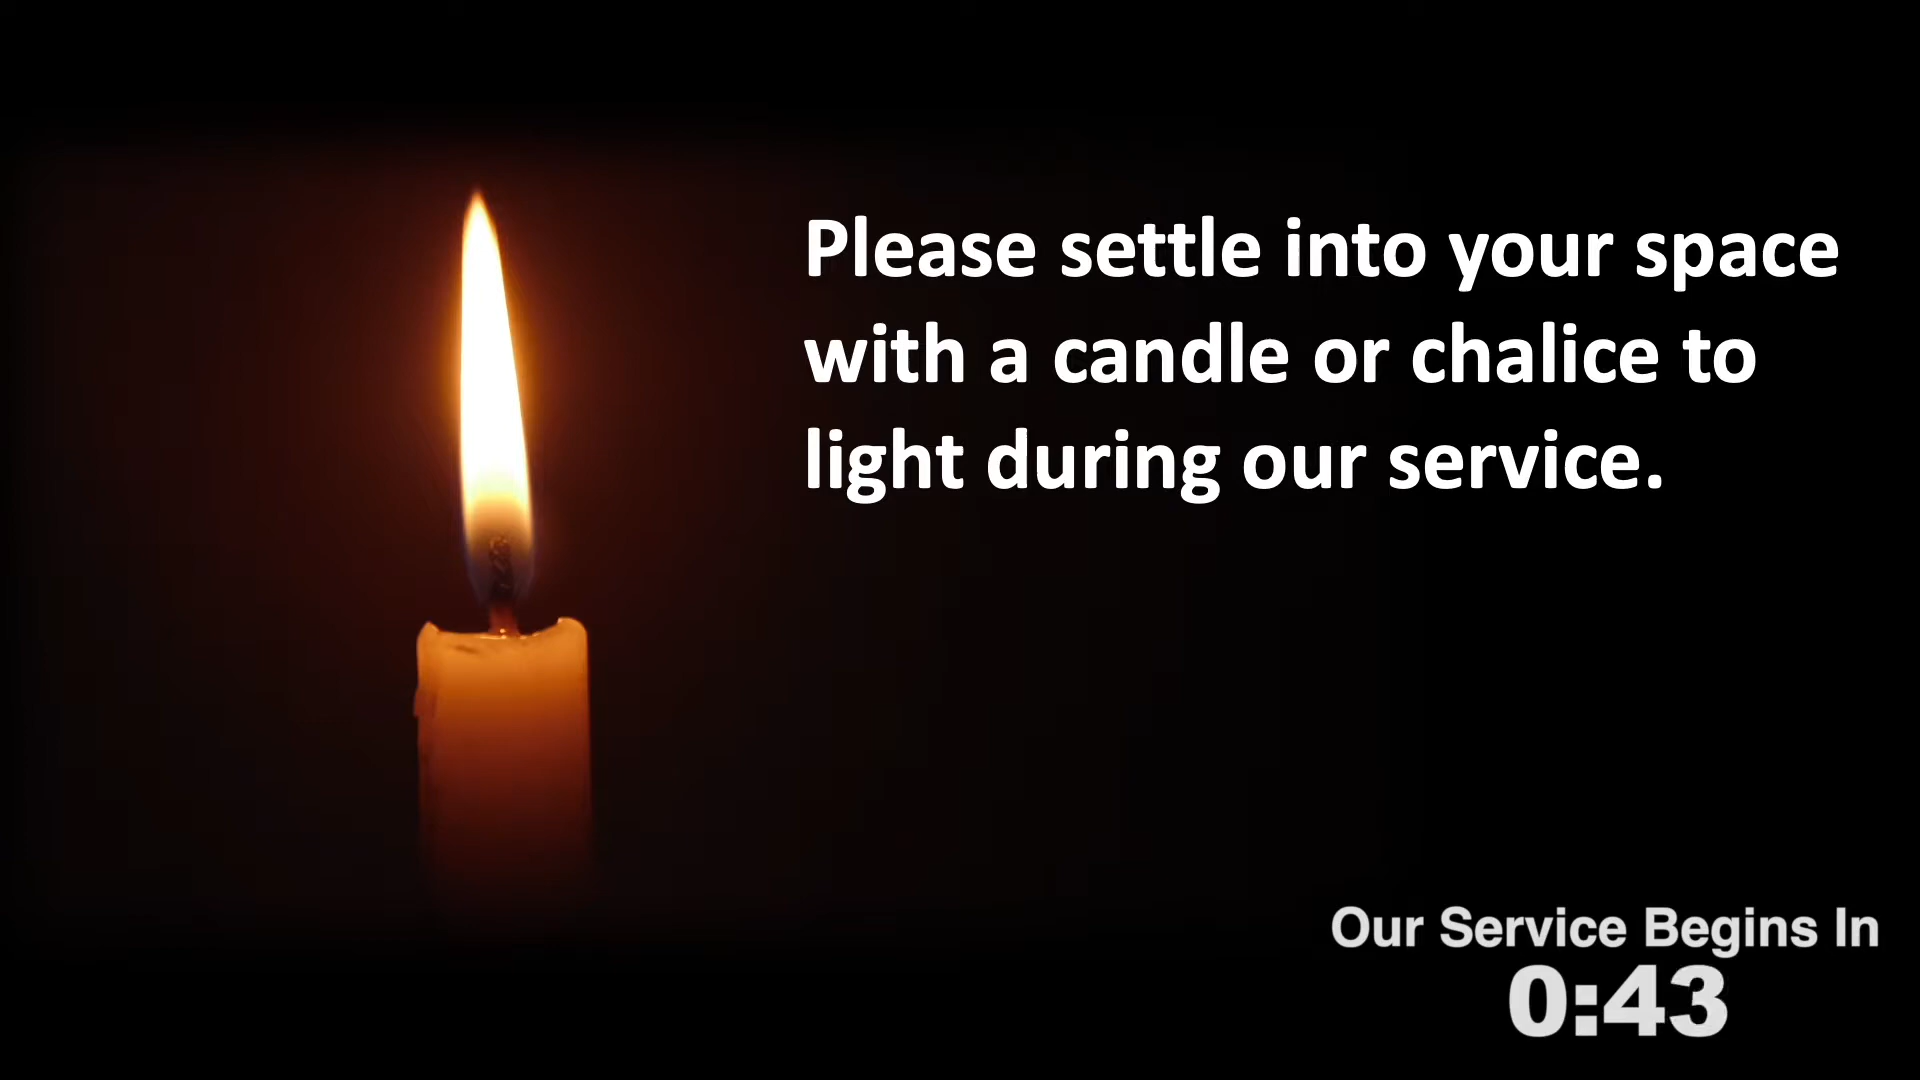 Please settle into your space
with a candle or chalice to
light during our service.
Our Service Begins In
0:43